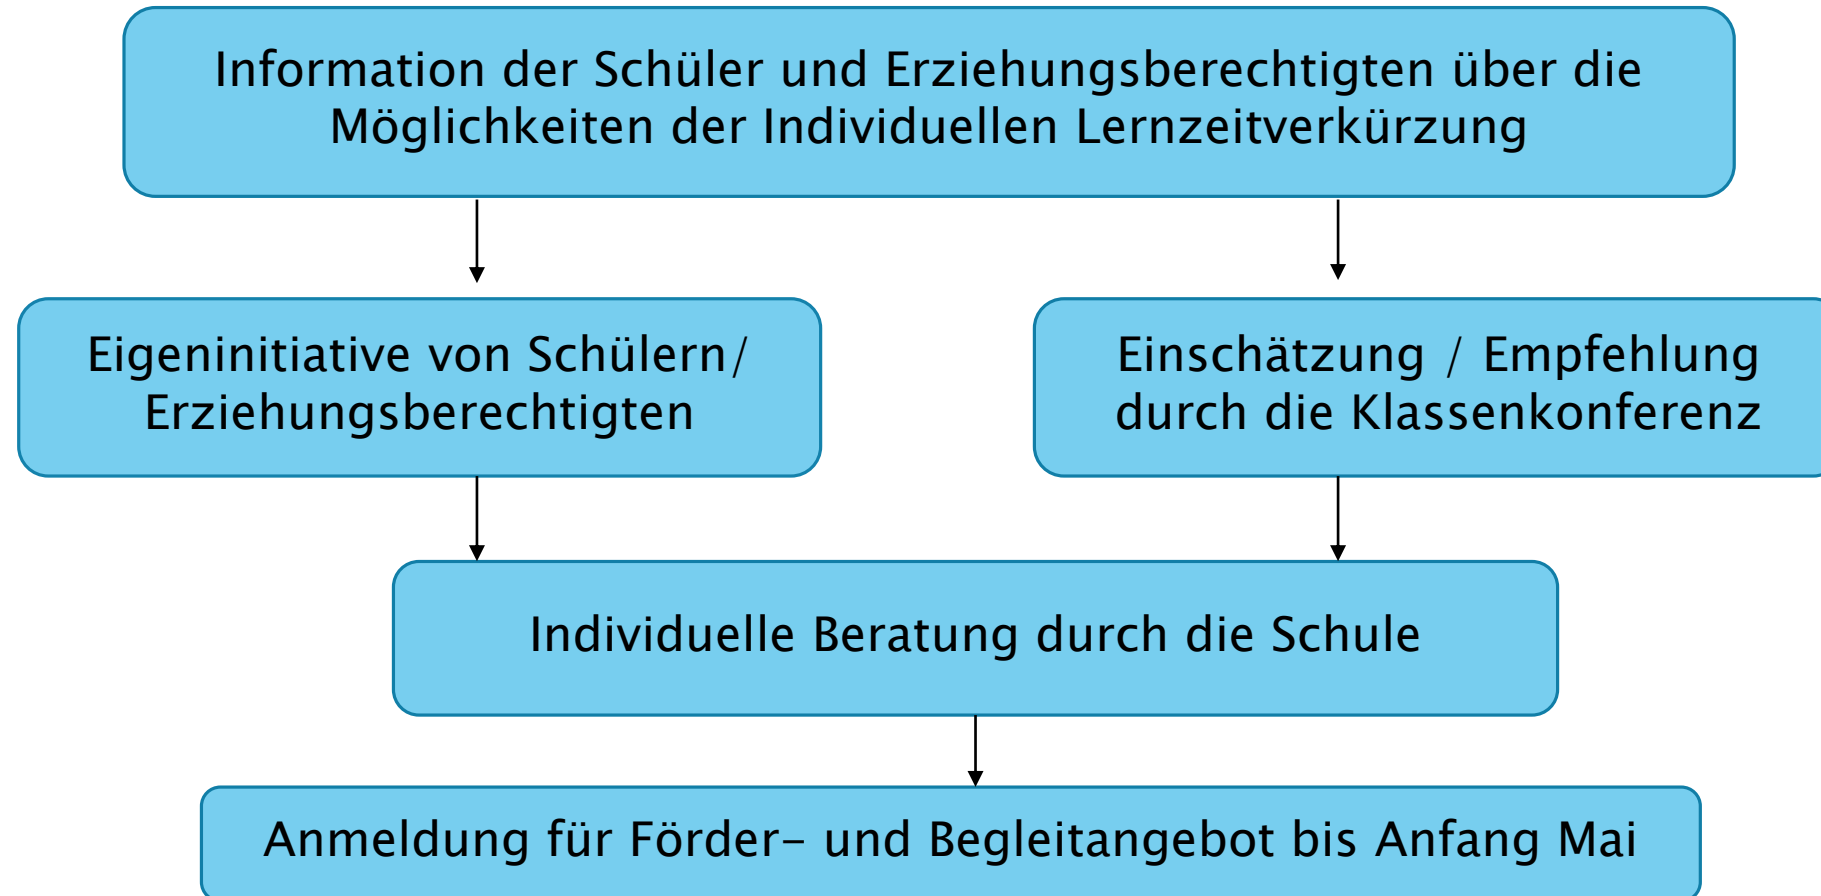 Information der Schüler und Erziehungsberechtigten über die
Möglichkeiten der Individuellen Lernzeitverkürzung
Eigeninitiative von Schülern/
Erziehungsberechtigten
Einschätzung / Empfehlung
durch die Klassenkonferenz
Individuelle Beratung durch die Schule
Anmeldung für Förder- und Begleitangebot bis Anfang Mai